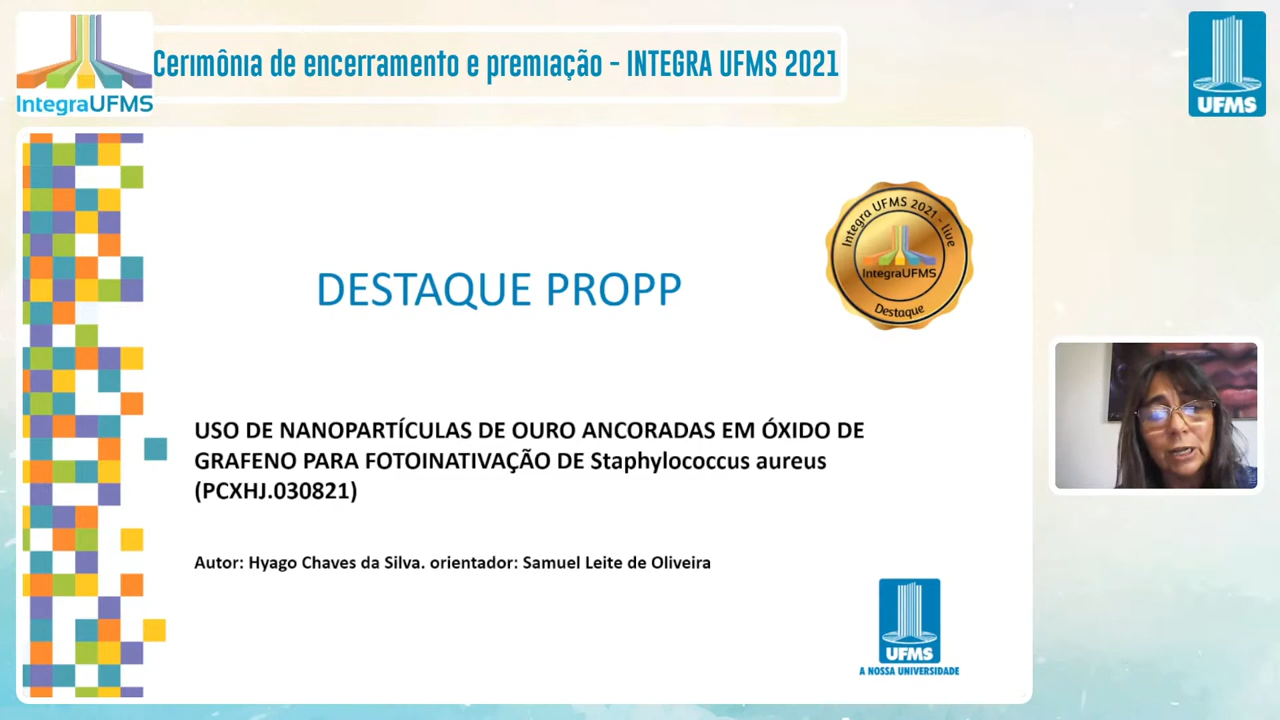 IntegraUFMS
Cerimônia de encerramento e premiação - INTEGRA UFMS 2021
UFMS
Integra UFMS 2021 - live
IntegraUFMS
Destaque
DESTAQUE PROPP
USO DE NANOPARTÍCULAS DE OURO ANCORADAS EM ÓXIDO DE
GRAFENO PARA FOTOINATIVAÇÃO DE Staphylococcus aureus
(PCXHJ.030821)
Autor: Hyago Chaves da Silva. orientador: Samuel Leite de Oliveira
UFMS
A NOSSA UNIVERSIDADE